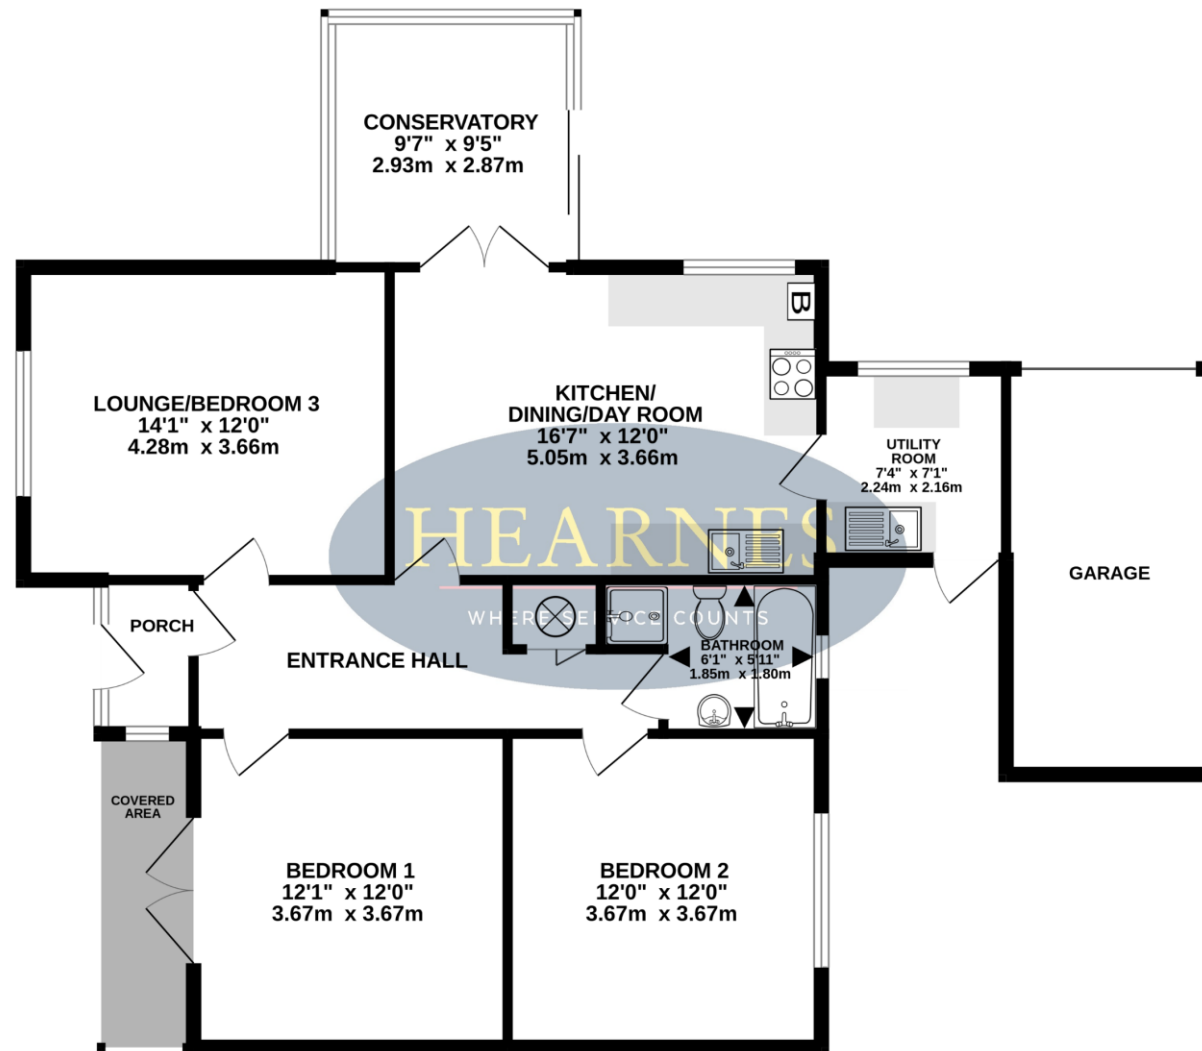 CONSERVATORY
9'7" x 9'5"
2.93m x 2.87m
B
LOUNGE/BEDROOM 3
14'1" x 12'0"
4.28m x 3.66m
KITCHEN/
DINING/DAY ROOM
16'7" x 12'0"
5.05m x 3.66m
UTILITY
ROOM
7'4" x 7'1"
2.24m x 2.16m
HEARNES
WHERE SERVICE COUNTS
GARAGE
PORCH
ENTRANCE HALL
BATHROOM
6'1" x 5'11"
1.85m x 1.80m
COVERED
AREA
BEDROOM 1
12'1" x 12'0"
3.67m x 3.67m
BEDROOM 2
12'0" x 12'0"
3.67m x 3.67m